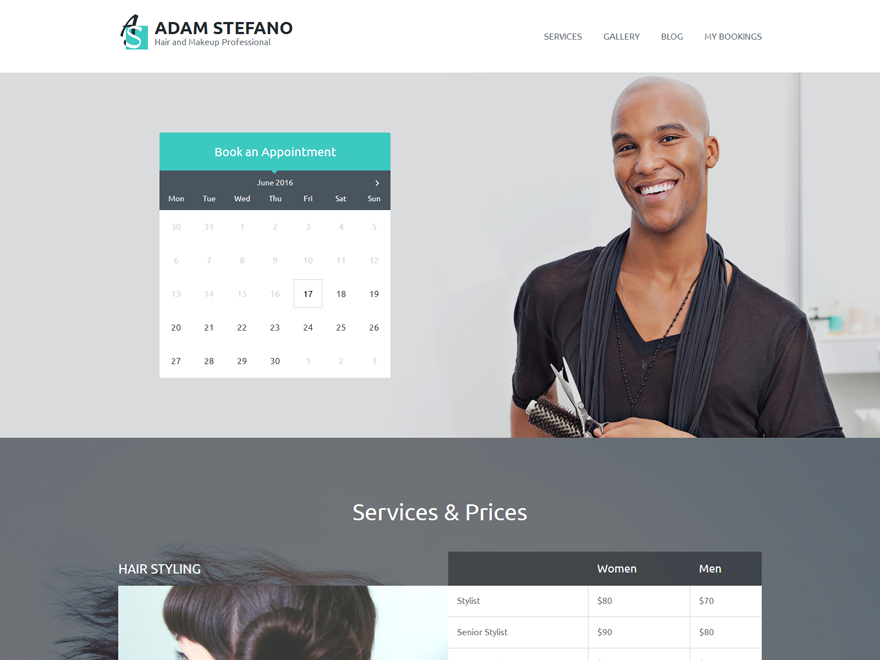 AS
ADAM STEFANO
Hair and Makeup Professional
SERVICES GALLERY BLOG MY BOOKINGS
Book an Appointment
June 2016 >
Mon Tue Wed Thu Fri Sat Sun
30 31 1 2 3 4 5
6 7 8 9 10 11 12
13 14 15 16 17 18 19
20 21 22 23 24 25 26
27 28 29 30 1 2 3
Services & Prices
HAIR STYLING
Women Men
Stylist $80 $70
Senior Stylist $90 $80